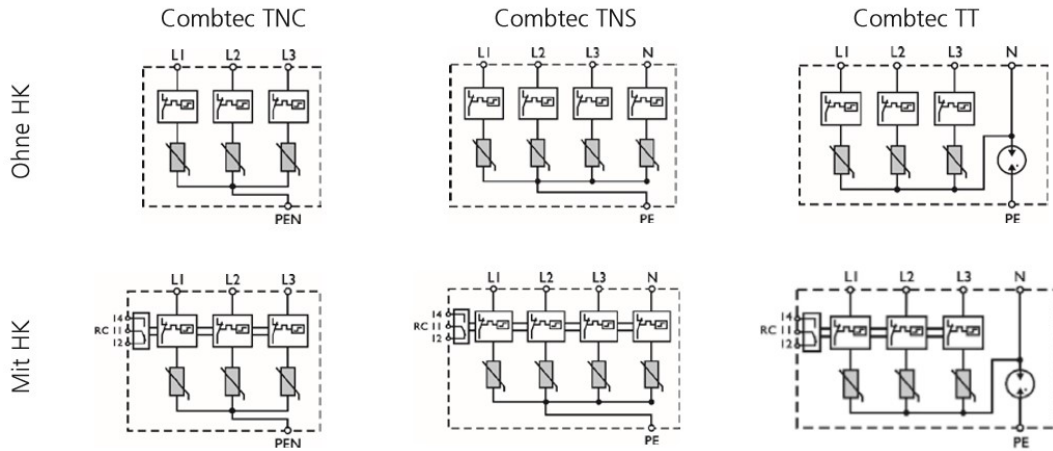 Combtec TNC Combtec TNS Combtec TT
Ohne HK
L1 L2 L3
PEN
L1 L2 L3 N
PE
L1 L2 L3 N
PE
Mit HK
L1 L2 L3
14
RC 11
12
PEN
L1 L2 L3 N
14
RC 11
12
PE
L1 L2 L3 N
14
RC 11
12
PE